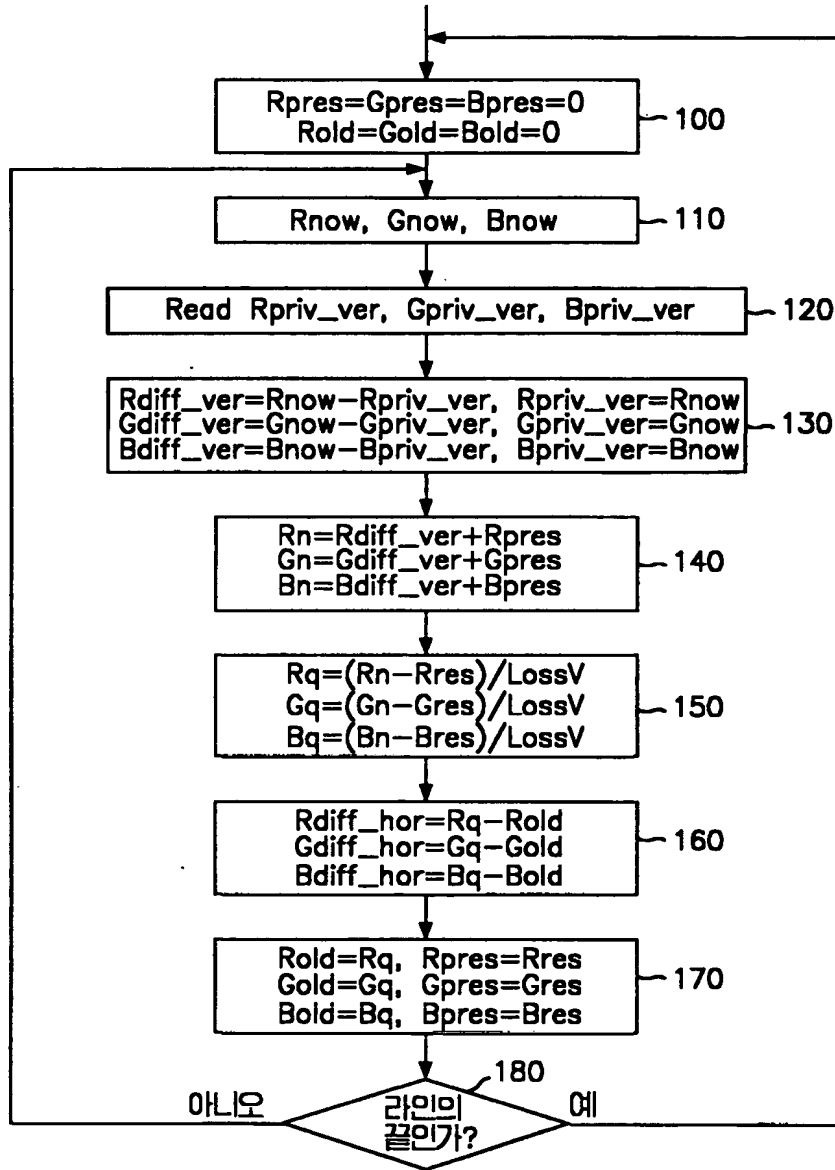 Rpres=Gpres=Bpres=0
Rold=Gold=Bold=0
100
Rnow, Gnow, Bnow
110
Read Rpriv_ver, Gpriv_ver, Bpriv_ver
120
Rdiff_ver=Rnow-Rpriv_ver, Rpriv_ver=Rnow
Gdiff_ver=Gnow-Gpriv_ver, Gpriv_ver=Gnow
Bdiff_ver=Bnow-Bpriv_ver, Bpriv_ver=Bnow
130
Rn=Rdiff_ver+Rpres
Gn=Gdiff_ver+Gpres
Bn=Bdiff_ver+Bpres
140
Rq=(Rn-Rres)/LossV
Gq=(Gn-Gres)/LossV
Bq=(Bn-Bres)/LossV
150
Rdiff_hor=Rq-Rold
Gdiff_hor=Gq-Gold
Bdiff_hor=Bq-Bold
160
Rold=Rq, Rpres=Rres
Gold=Gq, Gpres=Gres
Bold=Bq, Bpres=Bres
170
180
아니오
라인의
끝인가?
예